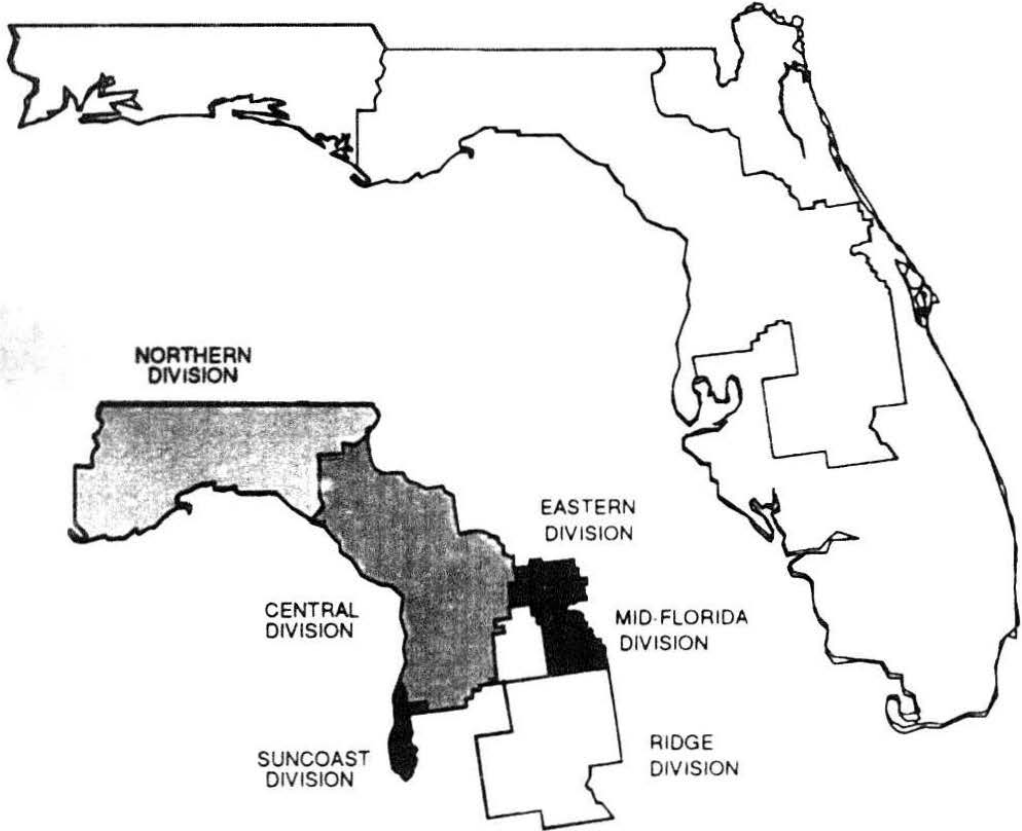 NORTHERN
DIVISION
EASTERN
DIVISION
CENTRAL
DIVISION
MID-FLORIDA
DIVISION
SUNCOAST
DIVISION
RIDGE
DIVISION